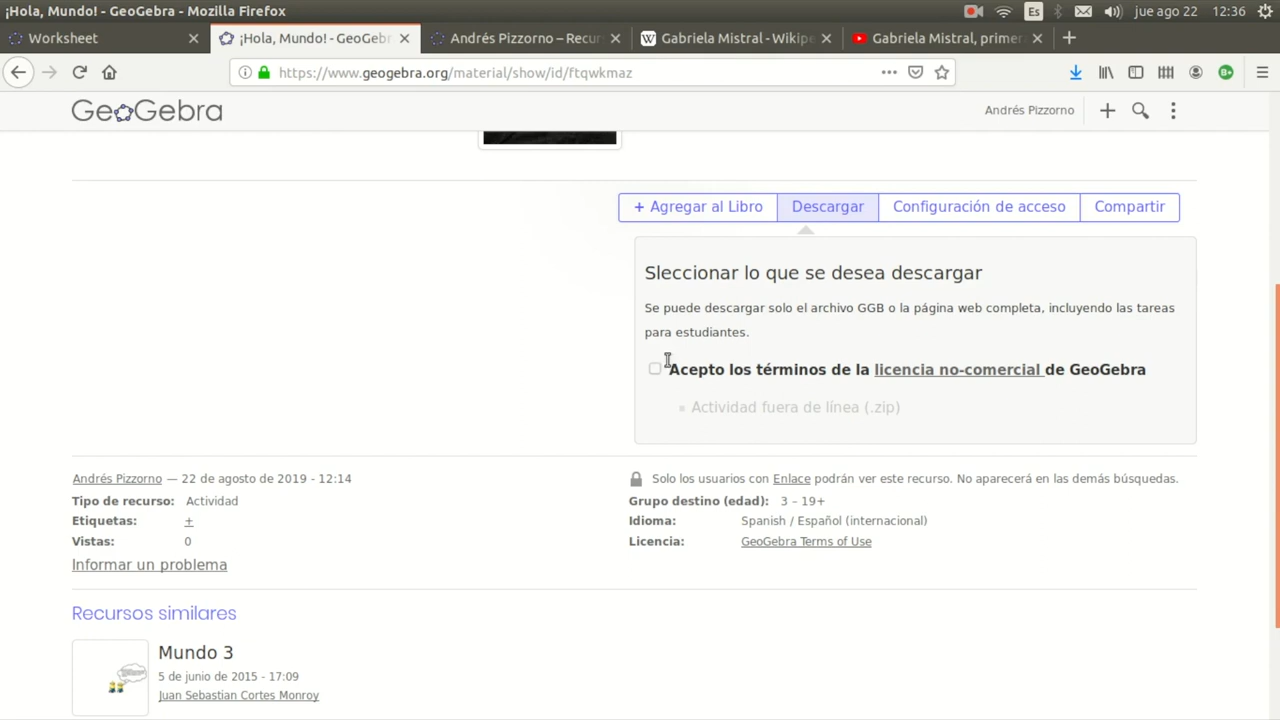 ¡Hola, Mundo! - GeoGebra - Mozilla Firefox
Es
jue ago 22
12:36
Worksheet
¡Hola, Mundo! - GeoGebr
Andrés Pizzorno – Recur
Gabriela Mistral - Wikipe
Gabriela Mistral, primer
https://www.geogebra.org/material/show/id/ftqwkmaz
GeoGebra
Andrés Pizzorno
+ Agregar al Libro
Descargar
Configuración de acceso
Compartir
Sleccionar lo que se desea descargar
Se puede descargar solo el archivo GGB o la página web completa, incluyendo las tareas
para estudiantes.
Acepto los términos de la licencia no-comercial de GeoGebra
Actividad fuera de línea (.zip)
Andrés Pizzorno — 22 de agosto de 2019 - 12:14
Tipo de recurso: Actividad
Etiquetas: +
Vistas: 0
Informar un problema
Solo los usuarios con Enlace podrán ver este recurso. No aparecerá en las demás búsquedas.
Grupo destino (edad): 3 – 19+
Idioma: Spanish / Español (internacional)
Licencia: GeoGebra Terms of Use
Recursos similares
Mundo 3
5 de junio de 2015 - 17:09
Juan Sebastian Cortes Monroy